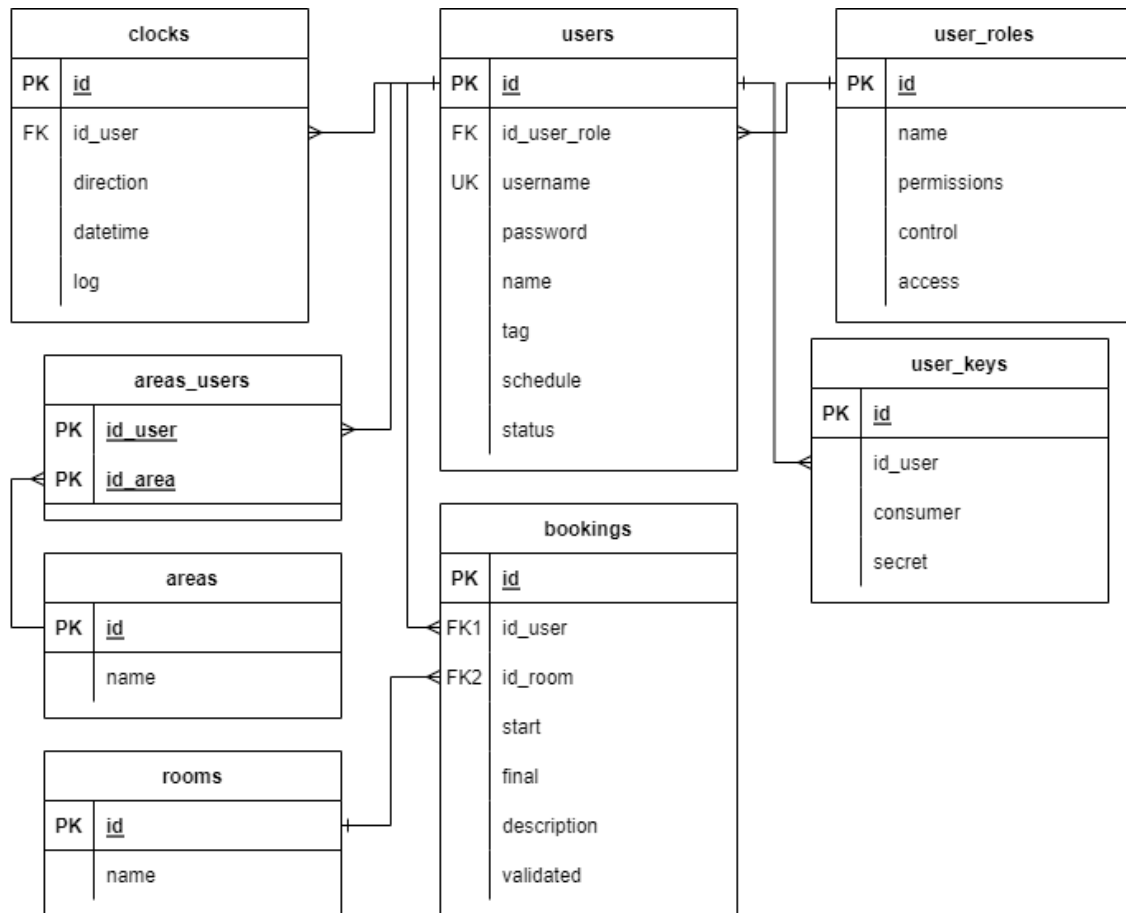 clocks
PK id
FK id_user
direction
datetime
log
users
PK id
FK id_user_role
UK username
password
name
tag
schedule
status
user_roles
PK id
name
permissions
control
access
areas_users
PK id_user
PK id_area
user_keys
PK id
id_user
consumer
secret
areas
PK id
name
bookings
PK id
FK1 id_user
FK2 id_room
start
final
description
validated
rooms
PK id
name